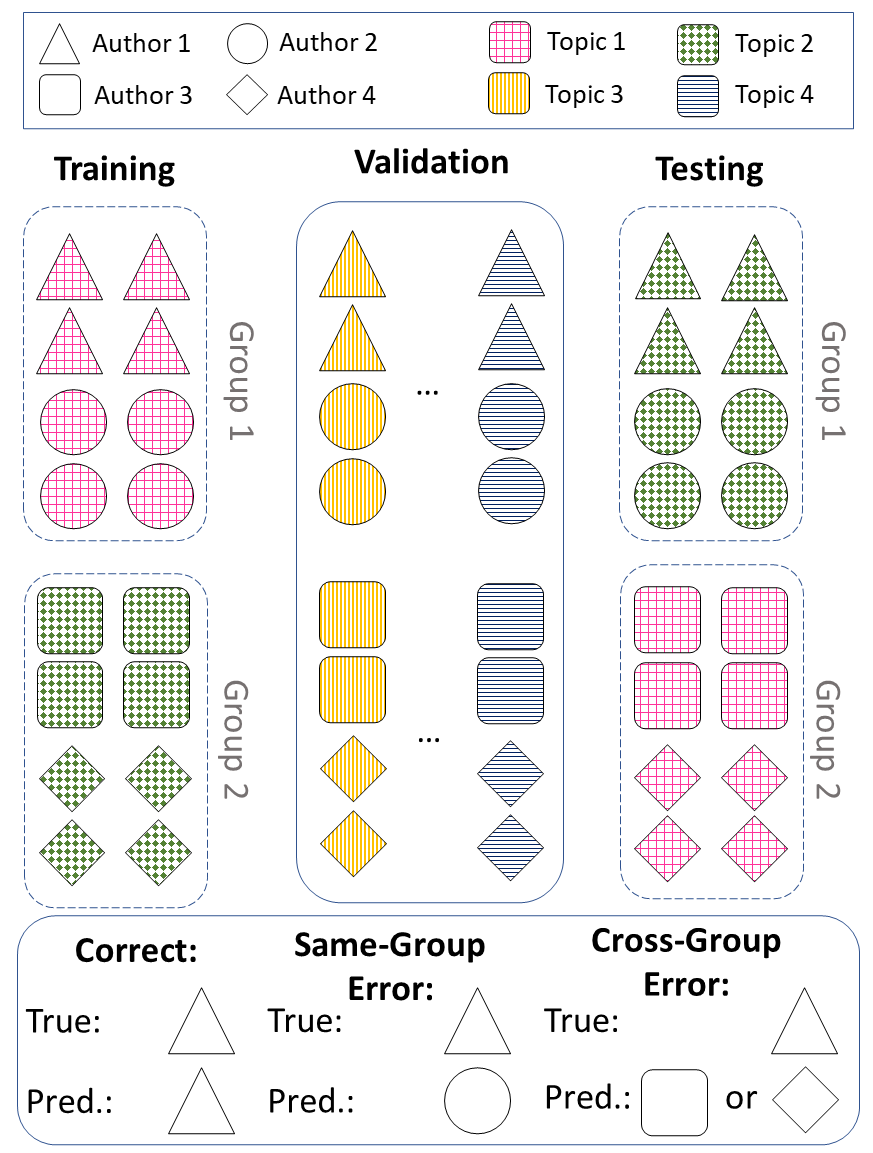 Author 1 Author 2 Topic 1 Topic 2
Author 3 Author 4 Topic 3 Topic 4
Training Validation Testing
Group 1 Group 1
... 
Group 2 Group 2
...
Correct: Same-Group Error: Cross-Group Error:
True: True: True:
Pred.: Pred.: Pred.: or